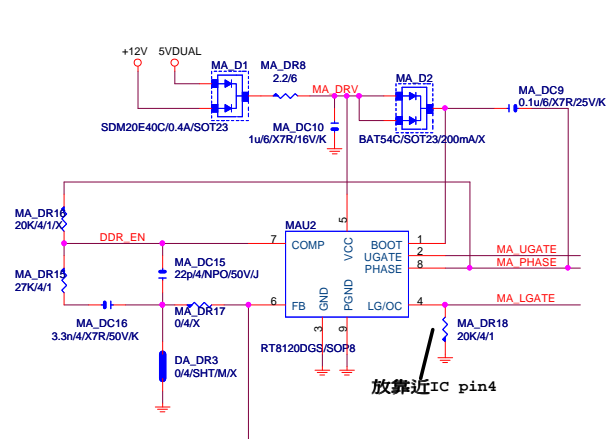 +12V
5VDUAL
MA_D1
MA_DR8
2.2/6
MA_DRV
MA_D2
MA_DC9
0.1u/6/X7R/25V/K
SDM20E40C/0.4A/SOT23
MA_DC10
1u/6/X7R/16V/K
BAT54C/SOT23/200mA/X
MA_DR16
20K/4/1/X
DDR_EN
MAU2
5
7
COMP
VCC
BOOT
1
UGATE
2
MA_UGATE
PHASE
8
MA_PHASE
MA_DC15
22p/4/NPO/50V/J
MA_DR15
27K/4/1
MA_DC16
3.3n/4/X7R/50V/K
MA_DR17
0/4/X
6
FB
GND
PGND
LG/OC
4
MA_LGATE
3
9
MA_DR18
20K/4/1
RT8120DGS/SOP8
DA_DR3
0/4/SHT/M/X
放靠近IC pin4